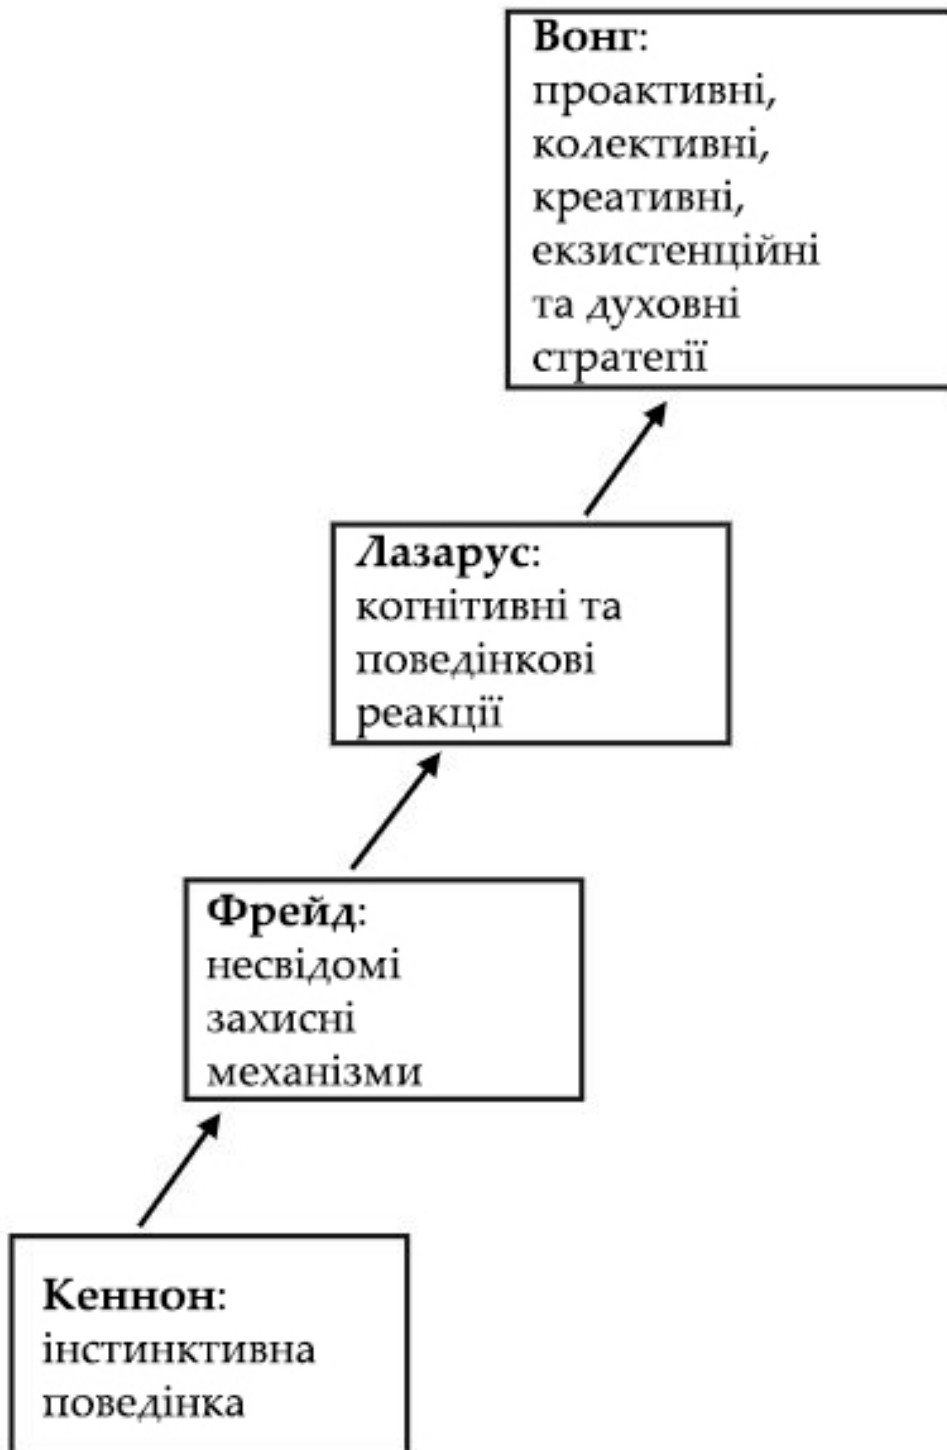 Вонг:
проактивні,
колективні,
креативні,
екзистенційні
та духовні
стратегії
Лазарус:
когнітивні та
поведінкові
реакції
Фрейд:
несвідомі
захисні
механізми
Кеннон:
інстинктивна
поведінка